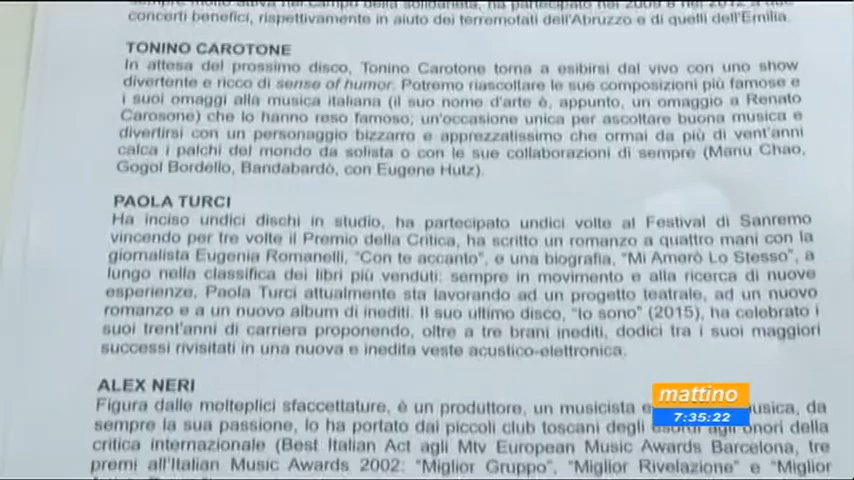 concerti benefici, rispettivamente in aiuto dei terremotati dell'Abruzzo e di quelli dell'Emilia.
TONINO CAROTONE
In attesa del prossimo disco, Tonino Carotone torna a esibirsi dal vivo con uno show
divertente e ricco di sense of humor. Potremo riascoltare le sue composizioni più famose e
i suoi omaggi alla musica italiana (il suo nome d'arte è, appunto, un omaggio a Renato
Carosone) che lo hanno reso famoso; un'occasione unica per ascoltare buona musica e
divertirsi con un personaggio bizzarro e apprezzatissimo che ormai da più di vent'anni
calca i palchi del mondo da solista o con le sue collaborazioni di sempre (Manu Chao,
Gogol Bordello, Bandabardò, con Eugene Hutz).
PAOLA TURCI
Ha inciso undici dischi in studio, ha partecipato undici volte al Festival di Sanremo
vincendo per tre volte il Premio della Critica, ha scritto un romanzo a quattro mani con la
giornalista Eugenia Romanelli, "Con te accanto", e una biografia, "Mi Amerò Lo Stesso", a
lungo nella classifica dei libri più venduti: sempre in movimento e alla ricerca di nuove
esperienze, Paola Turci attualmente sta lavorando ad un progetto teatrale, ad un nuovo
romanzo e a un nuovo album di inediti. Il suo ultimo disco, "Io sono" (2015), ha celebrato i
suoi trent'anni di carriera proponendo, oltre a tre brani inediti, dodici tra i suoi maggiori
successi rivisitati in una nuova e inedita veste acustico-elettronica.
ALEX NERI
Figura dalle molteplici sfaccettature, è un produttore, un musicista e musica, da
sempre la sua passione, lo ha portato dai piccoli club toscani degli esordi agli onori della
critica internazionale (Best Italian Act agli Mtv European Music Awards Barcelona, tre
premi all'Italian Music Awards 2002: "Miglior Gruppo", "Miglior Rivelazione" e "Miglior
mattino
7:35:22